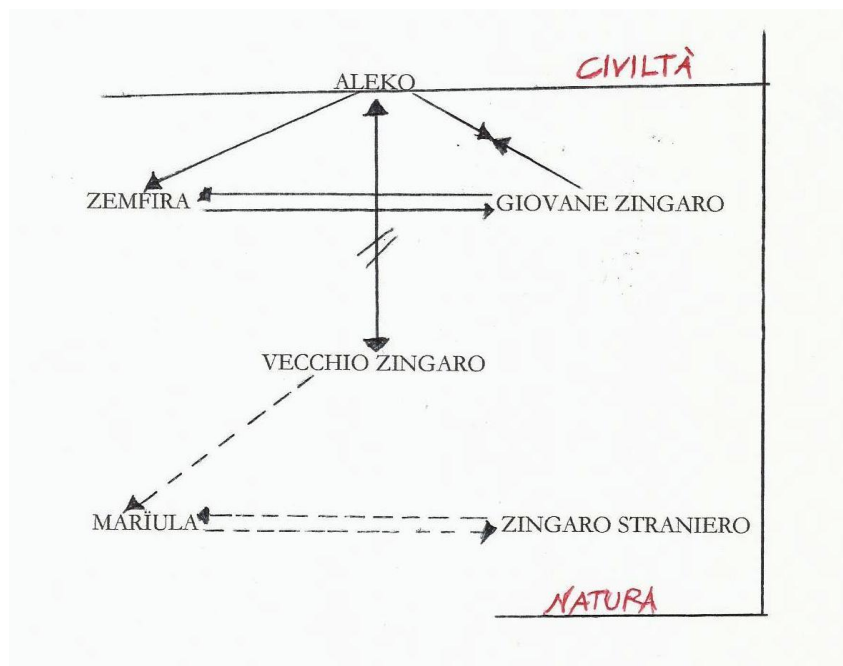 CIVILTÀ
ALEKO
ZEMFIRA
GIOVANE ZINGARO
VECCHIO ZINGARO
MARÏULA
ZINGARO STRANIERO
NATURA